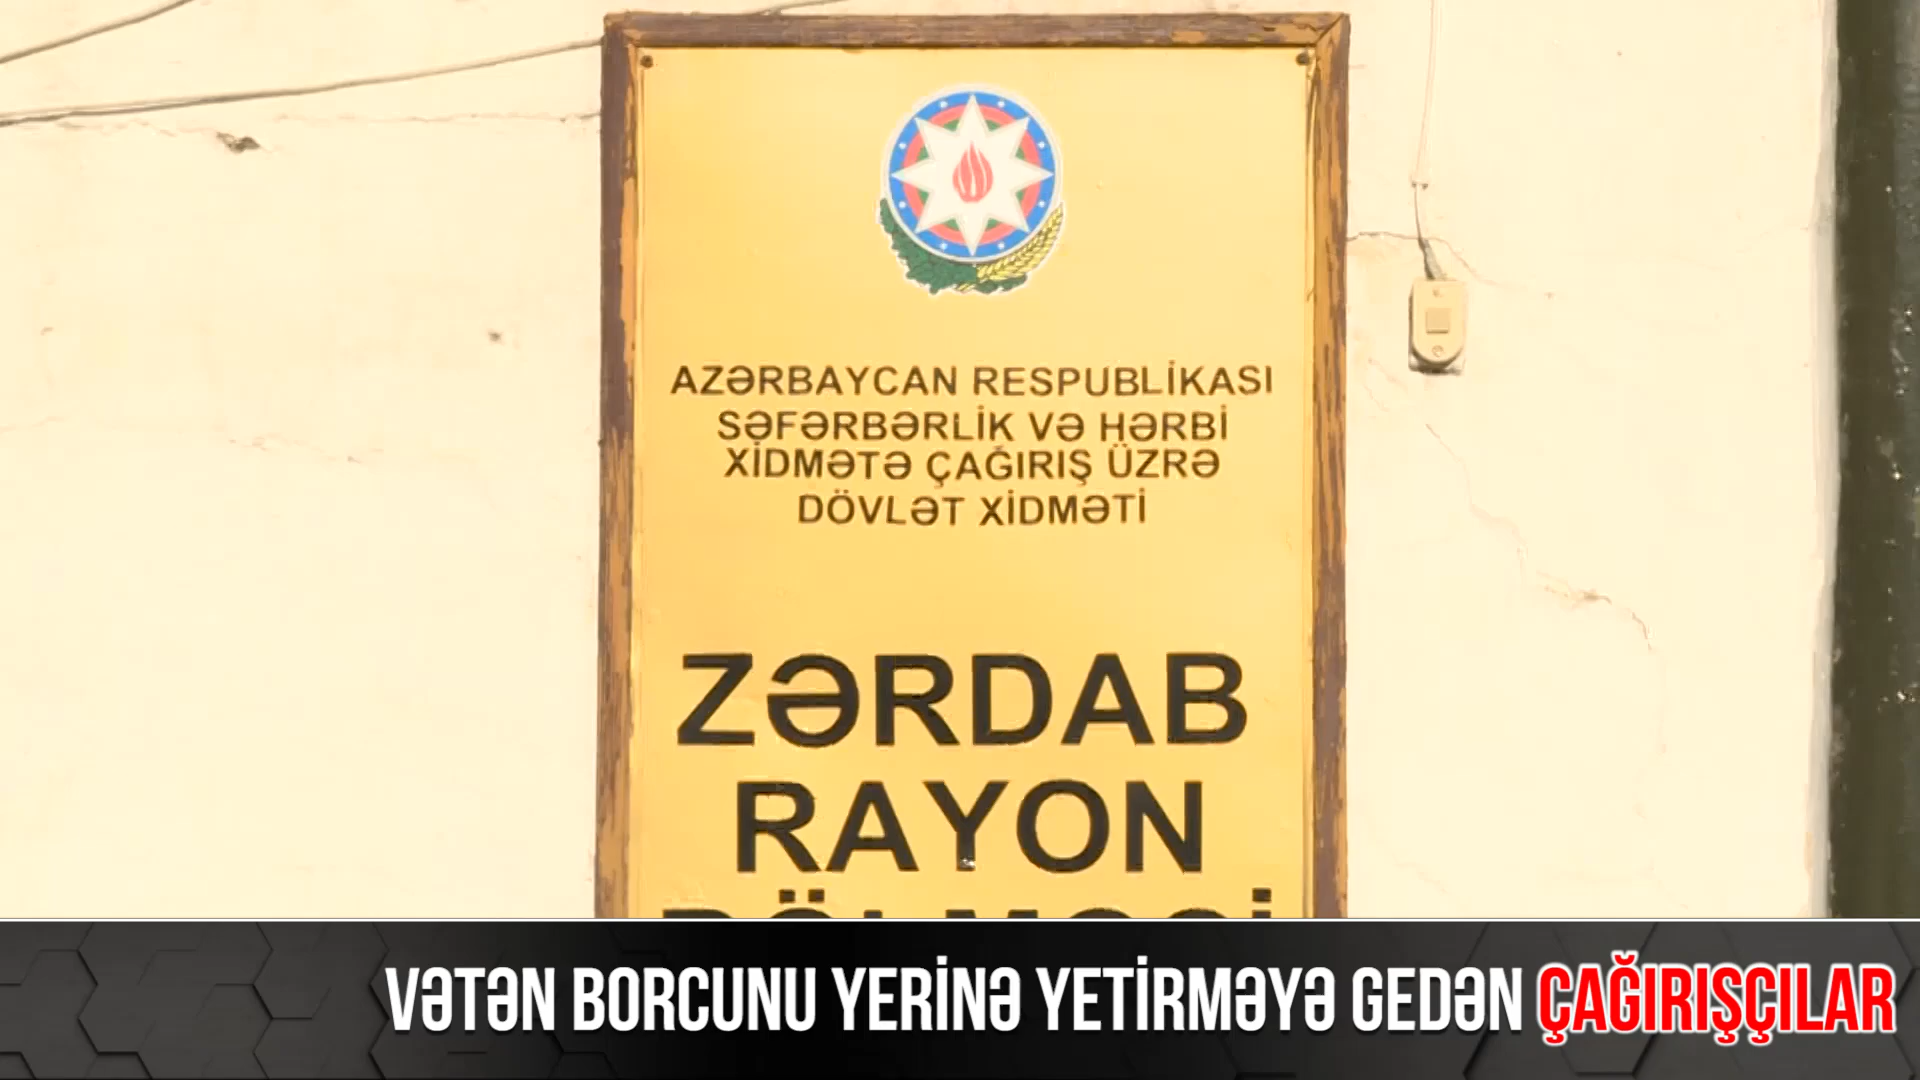 AZƏRBAYCAN RESPUBLİKASI
SƏFƏRBƏRLİK VƏ HƏRBİ
XİDMƏTƏ ÇAĞIRIŞ ÜZRƏ
DÖVLƏT XİDMƏTİ
ZƏRDAB
RAYON
VƏTƏN BORCUNU YERİNƏ YETİRMƏYƏ GEDƏN ÇAĞIRIŞÇILAR